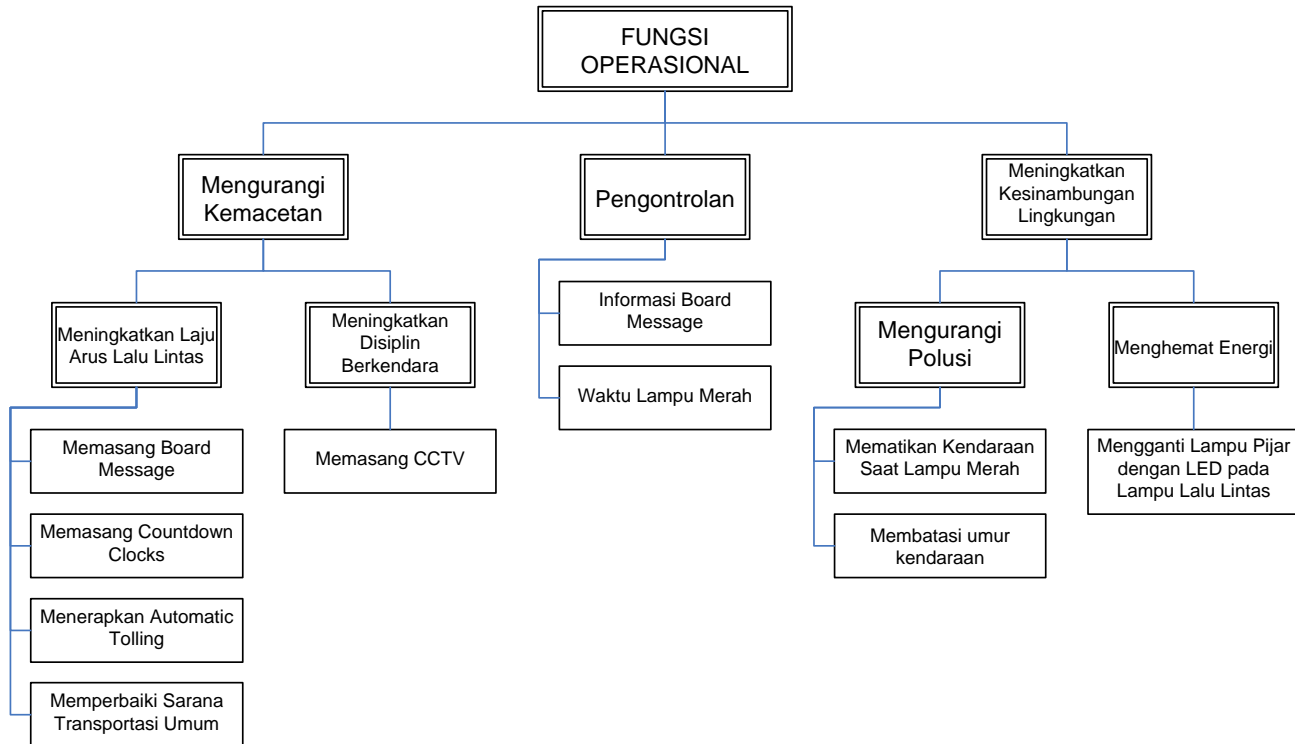 FUNGSI
OPERASIONAL
Mengurangi
Kemacetan
Pengontrolan
Meningkatkan
Kesinambungan
Lingkungan
Meningkatkan Laju
Arus Lalu Lintas
Meningkatkan
Disiplin
Berkendara
Informasi Board
Message
Waktu Lampu Merah
Mengurangi
Polusi
Menghemat Energi
Memasang Board
Message
Memasang Countdown
Clocks
Menerapkan Automatic
Tolling
Memperbaiki Sarana
Transportasi Umum
Memasang CCTV
Mematikan Kendaraan
Saat Lampu Merah
Membatasi umur
kendaraan
Mengganti Lampu Pijar
dengan LED pada
Lampu Lalu Lintas